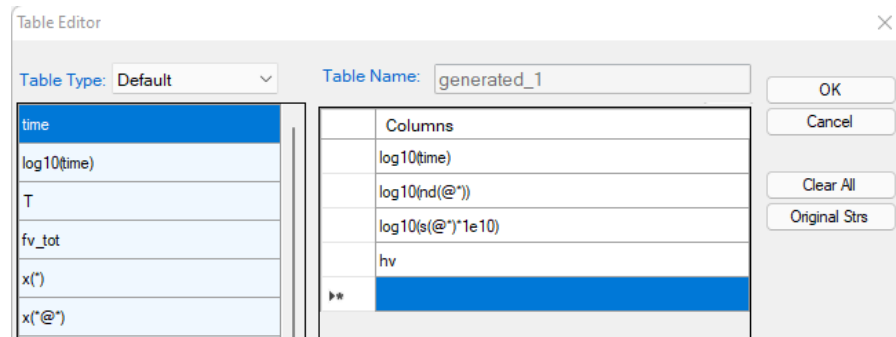 Table Editor
Table Type: Default
Table Name: generated_1
OK
Cancel
Clear All
Original Strs
time
log10(time)
T
fv_tot
x(*)
x(*@*)
Columns
log10(time)
log10(nd(@*))
log10(s(@*)*1e10)
hv